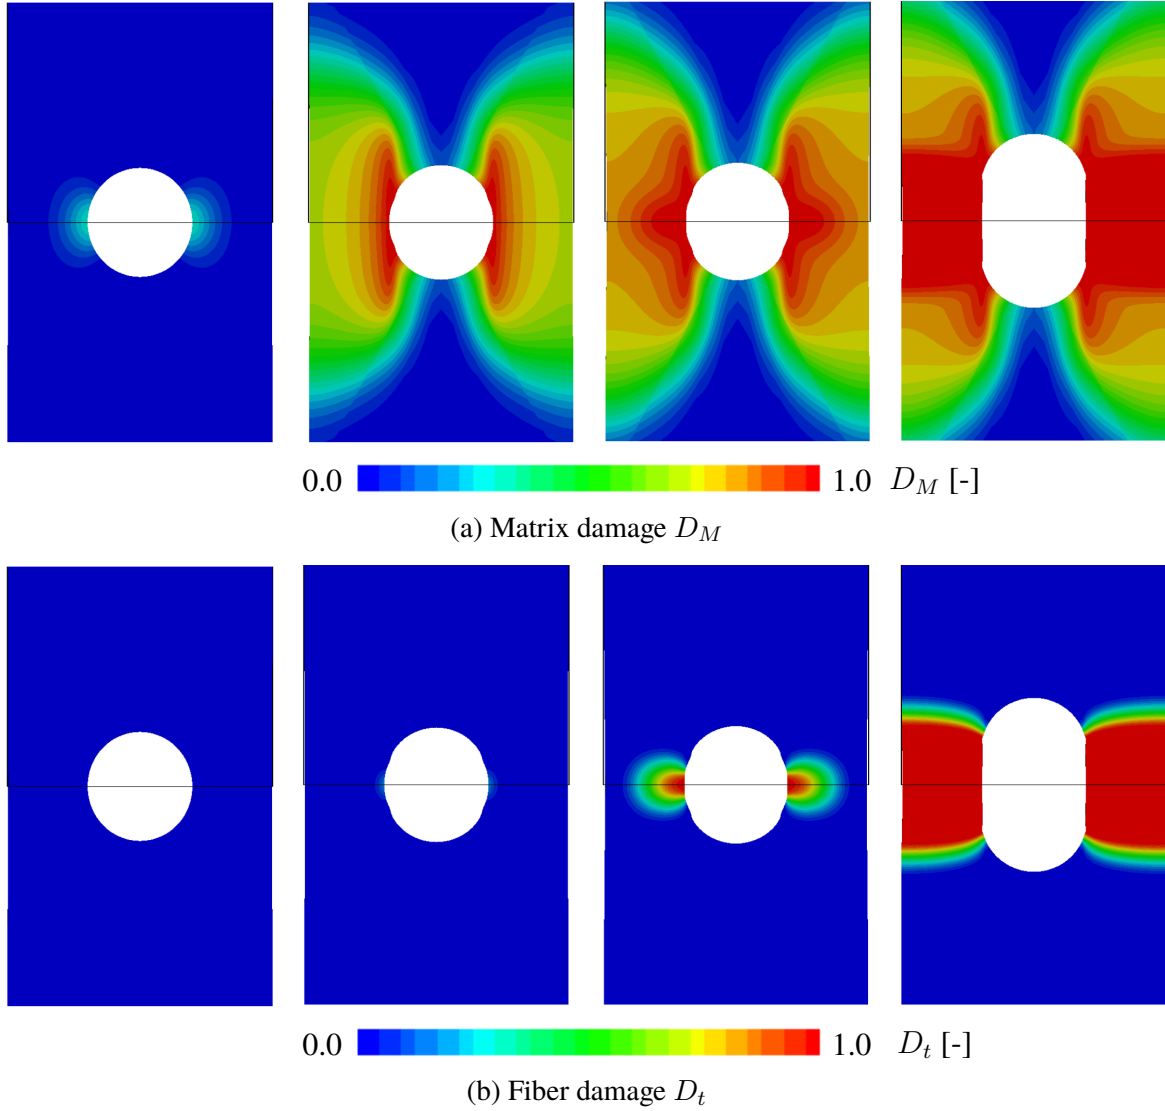 0.0 1.0 D_M [-]
(a) Matrix damage D_M
0.0 1.0 D_t [-]
(b) Fiber damage D_t